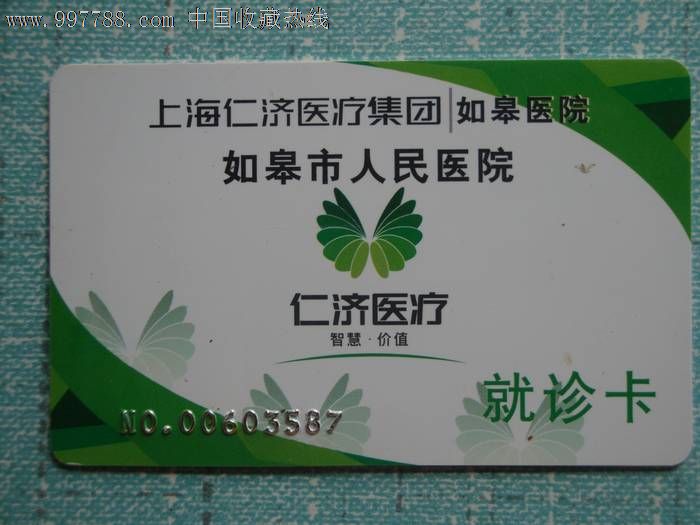 www.997788.com 中国收藏热线
上海仁济医疗集团|如皋医院
如皋市人民医院
仁济医疗
智慧·价值
就诊卡
NO.00603587